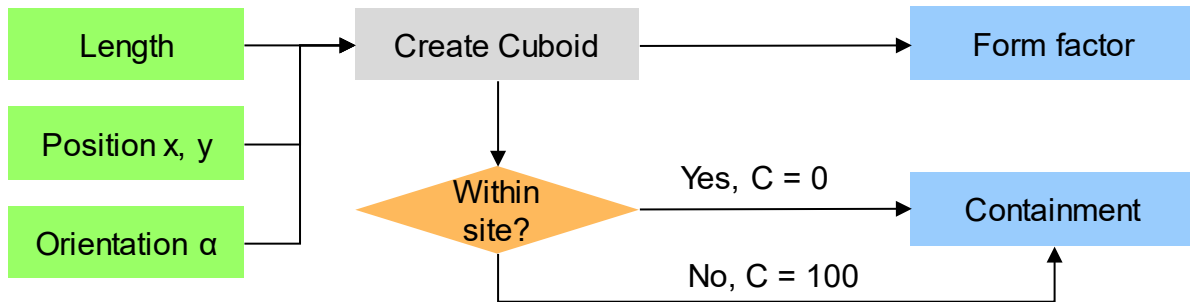 Length
Create Cuboid
Form factor
Position x, y
Within
site?
Yes, C = 0
Containment
Orientation α
No, C = 100